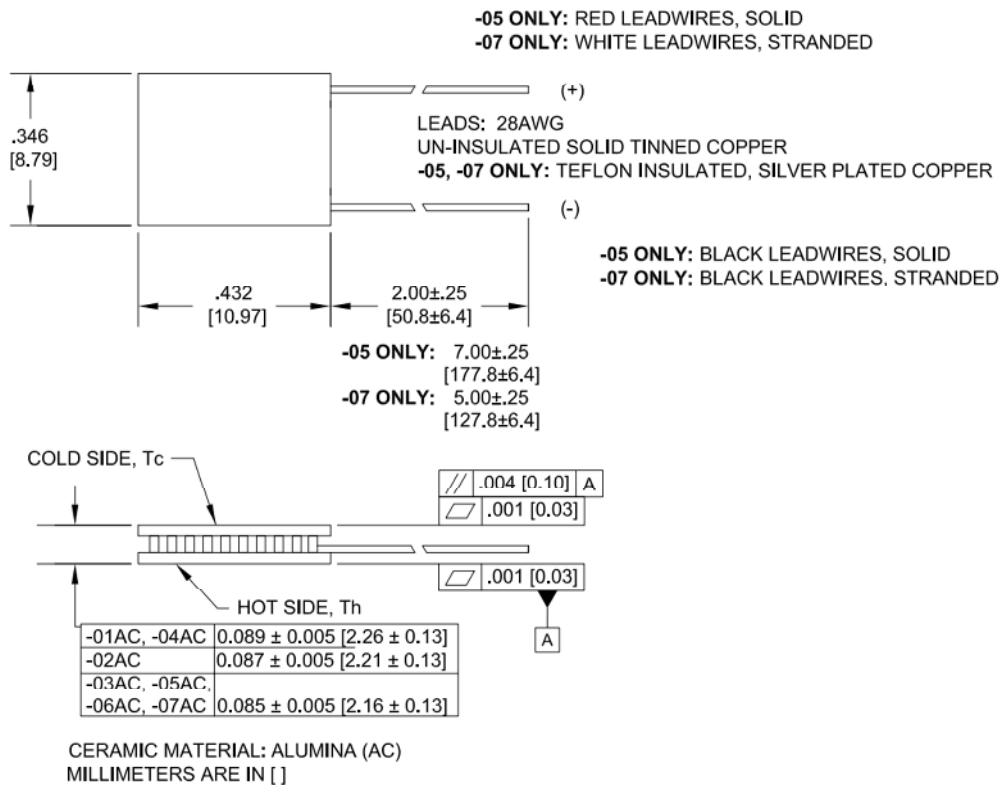 -05 ONLY: RED LEADWIRES, SOLID
-07 ONLY: WHITE LEADWIRES, STRANDED
(+)
.346
[8.79]
LEADS: 28AWG
UN-INSULATED SOLID TINNED COPPER
-05, -07 ONLY: TEFLON INSULATED, SILVER PLATED COPPER
(-)
-05 ONLY: BLACK LEADWIRES, SOLID
-07 ONLY: BLACK LEADWIRES, STRANDED
.432
[10.97]
2.00±.25
[50.8±6.4]
-05 ONLY: 7.00±.25
[177.8±6.4]
-07 ONLY: 5.00±.25
[127.8±6.4]
COLD SIDE, Tc
// .004 [0.10] A
.001 [0.03]
.001 [0.03]
A
HOT SIDE, Th
-01AC, -04AC 0.089 ± 0.005 [2.26 ± 0.13]
-02AC 0.087 ± 0.005 [2.21 ± 0.13]
-03AC, -05AC,
-06AC, -07AC 0.085 ± 0.005 [2.16 ± 0.13]
CERAMIC MATERIAL: ALUMINA (AC)
MILLIMETERS ARE IN [ ]